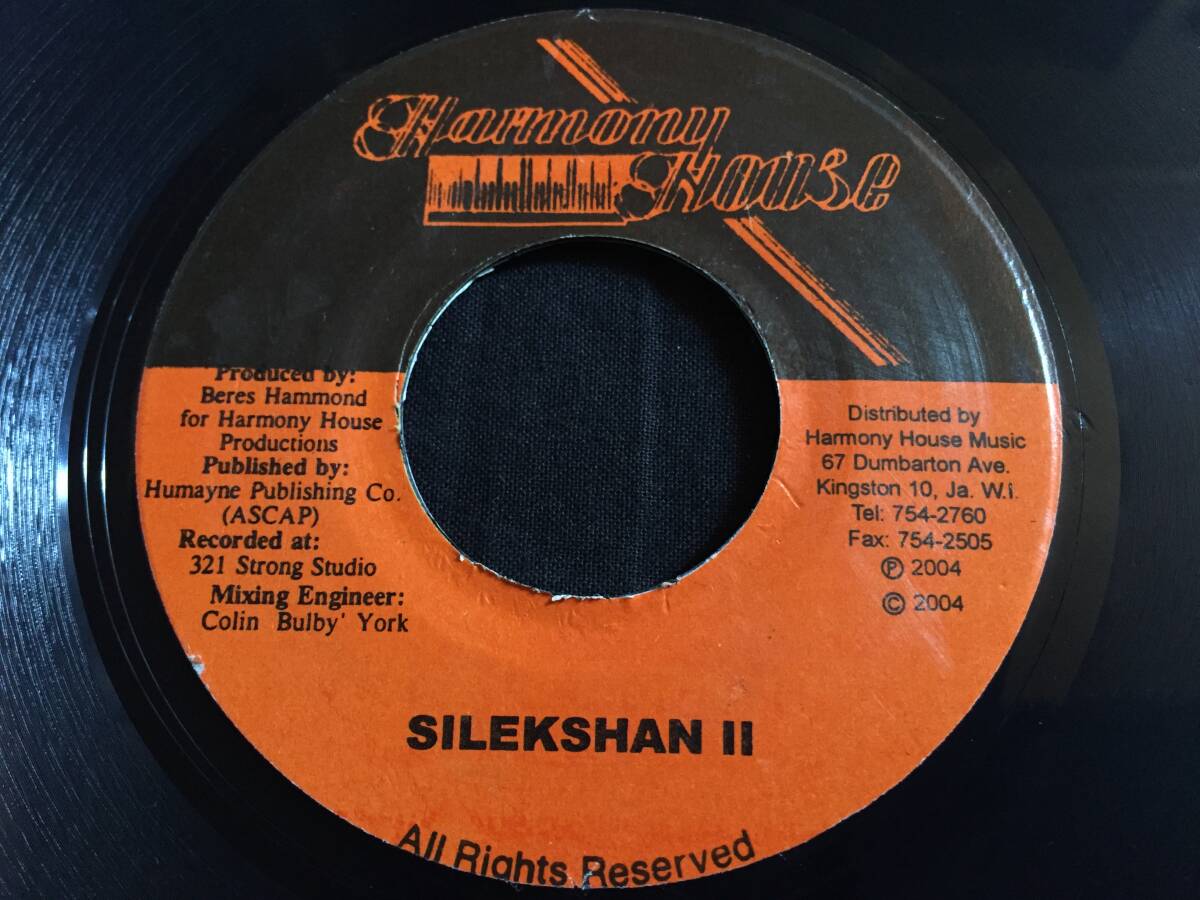 Harmony
House
Produced by:
Beres Hammond
for Harmony House
Productions
Published by:
Humayne Publishing Co.
(ASCAP)
Recorded at:
321 Strong Studio
Mixing Engineer:
Colin Bulby' York
Distributed by
Harmony House Music
67 Dumbarton Ave.
Kingston 10, Ja. W.i.
Tel: 754-2760
Fax: 754-2505
℗ 2004
© 2004
SILEKSHAN II
All Rights Reserved